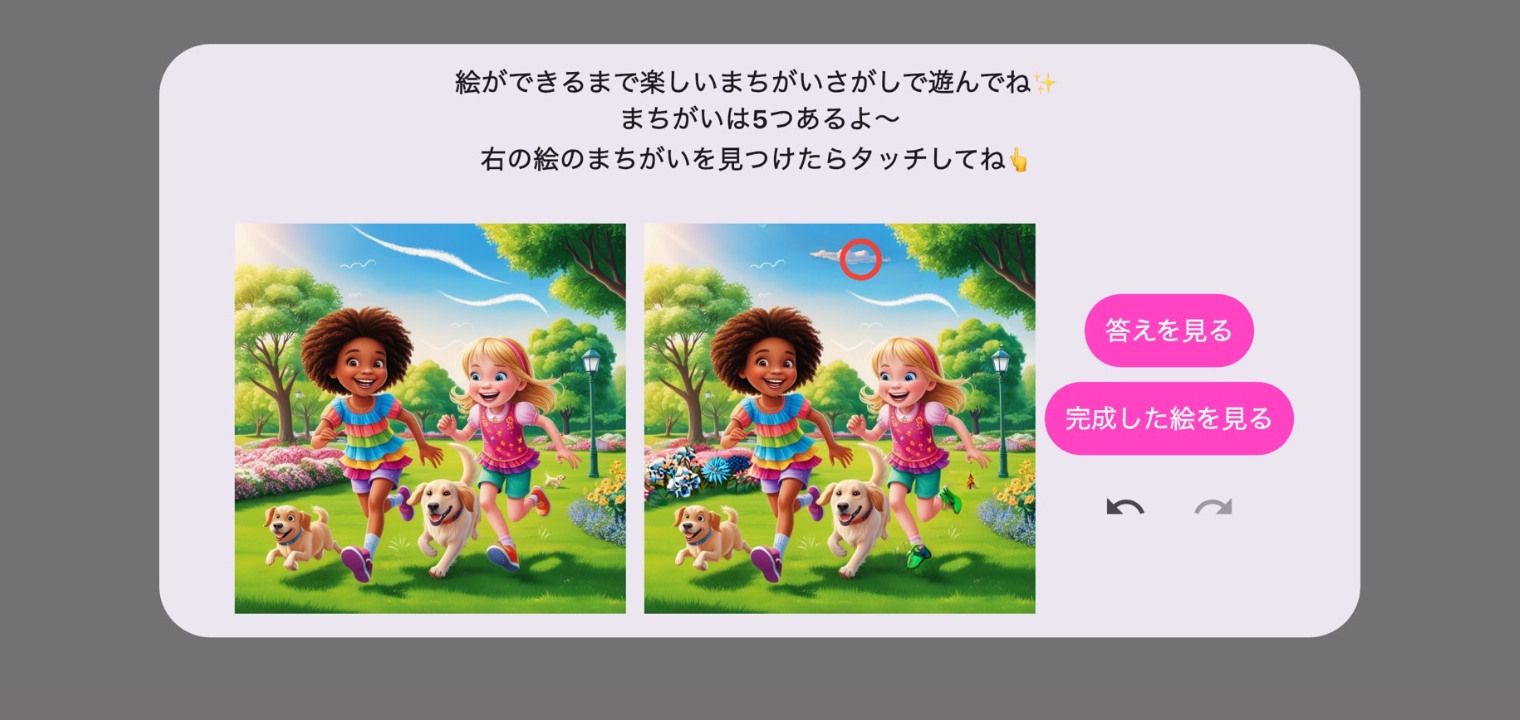 絵ができるまで楽しいまちがいさがしで遊んでね✨
まちがいは5つあるよ〜
右の絵のまちがいを見つけたらタッチしてね👆
答えを見る
完成した絵を見る